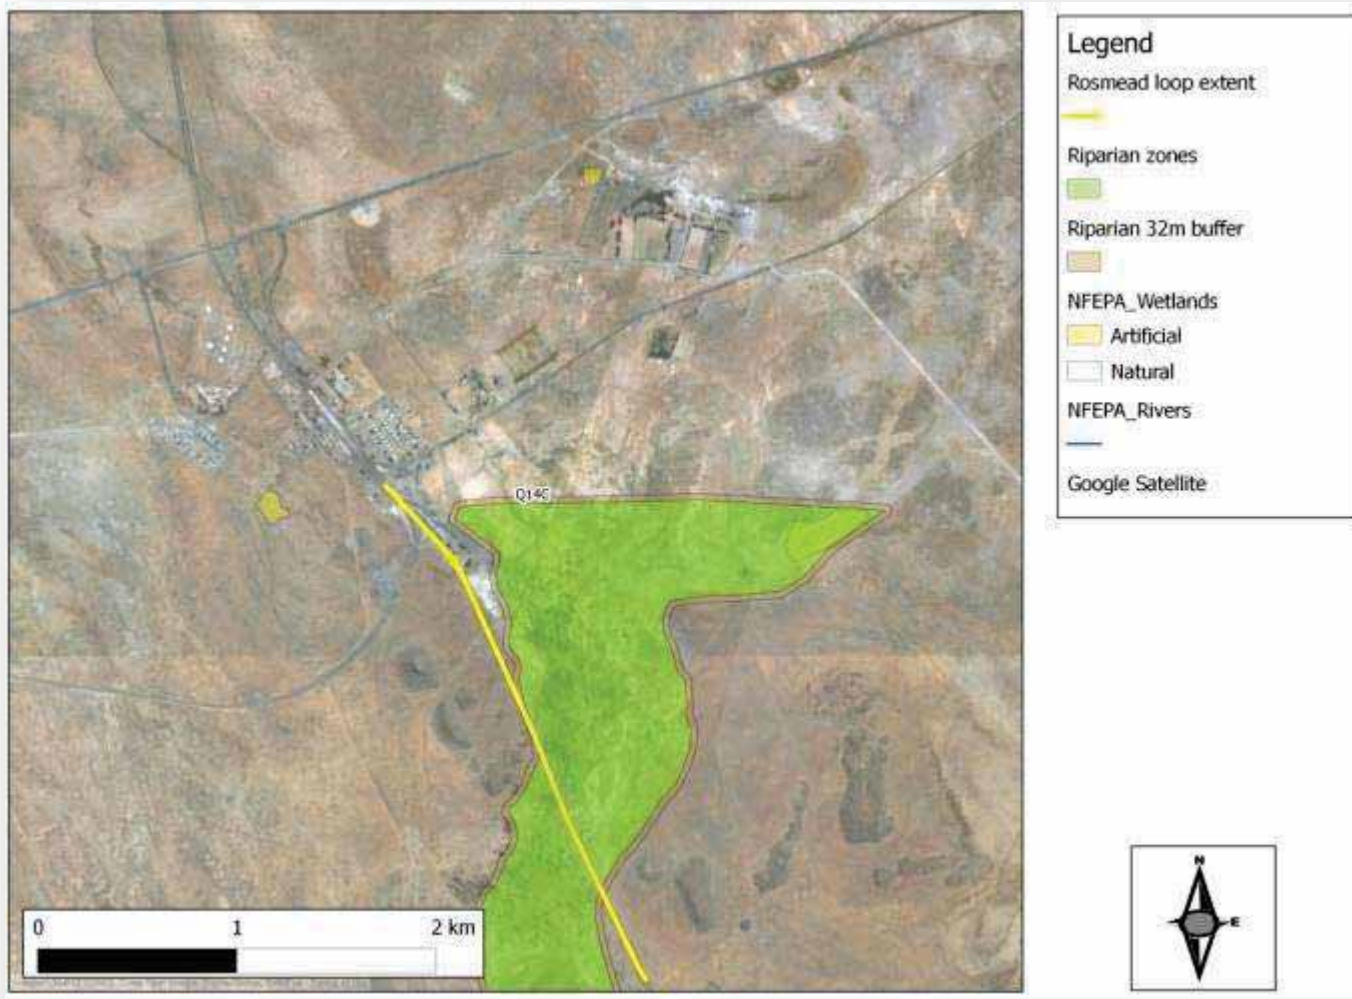 Legend
Rosmead loop extent
Riparian zones
Riparian 32m buffer
NFEPA_Wetlands
Artificial
Natural
NFEPA_Rivers
Google Satellite
Q14C
0 1 2 km
N
E